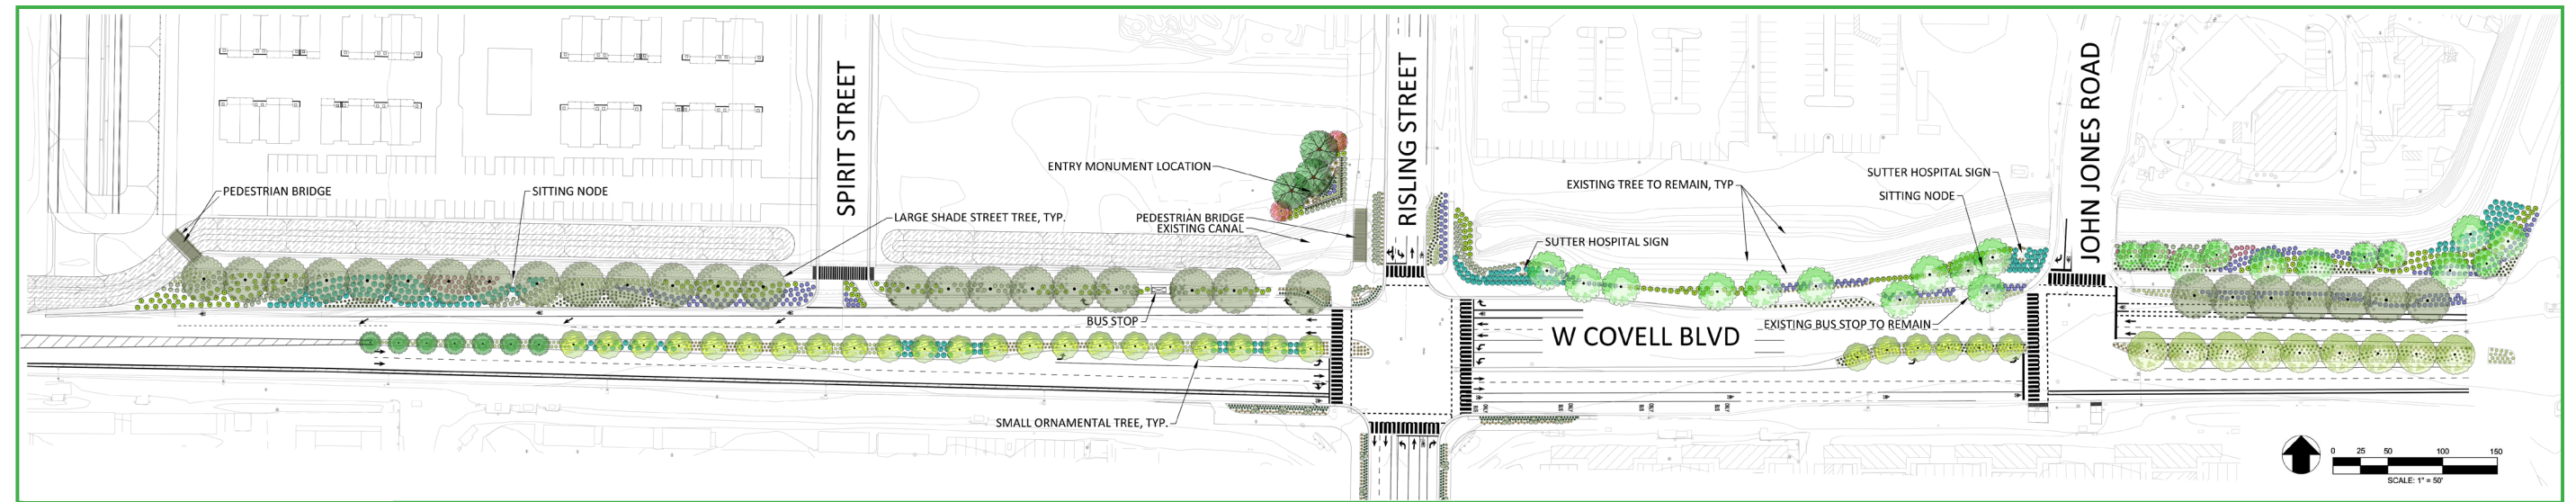 PEDESTRIAN BRIDGE
SITTING NODE
SPIRIT STREET
LARGE SHADE STREET TREE, TYP.
ENTRY MONUMENT LOCATION
PEDESTRIAN BRIDGE
EXISTING CANAL
BUS STOP
SMALL ORNAMENTAL TREE, TYP.
RISLING STREET
SUTTER HOSPITAL SIGN
EXISTING TREE TO REMAIN, TYP
SUTTER HOSPITAL SIGN
SITTING NODE
EXISTING BUS STOP TO REMAIN
W COVELL BLVD
JOHN JONES ROAD
0 25 50 100 150
SCALE: 1" = 50'